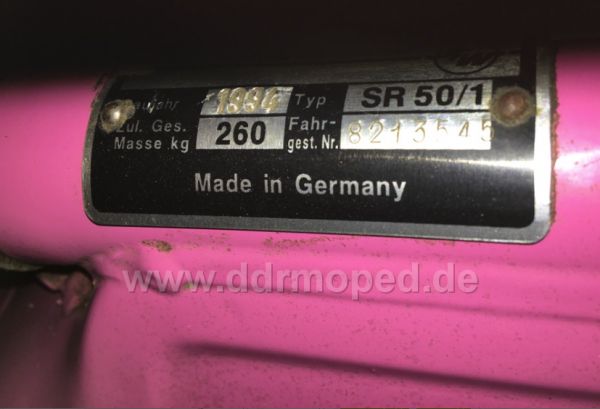 Baujahr 1994 Typ SR 50/1
Zul. Ges. Masse kg 260 Fahr-gest. Nr. 8213545
Made in Germany
www.ddrmoped.de